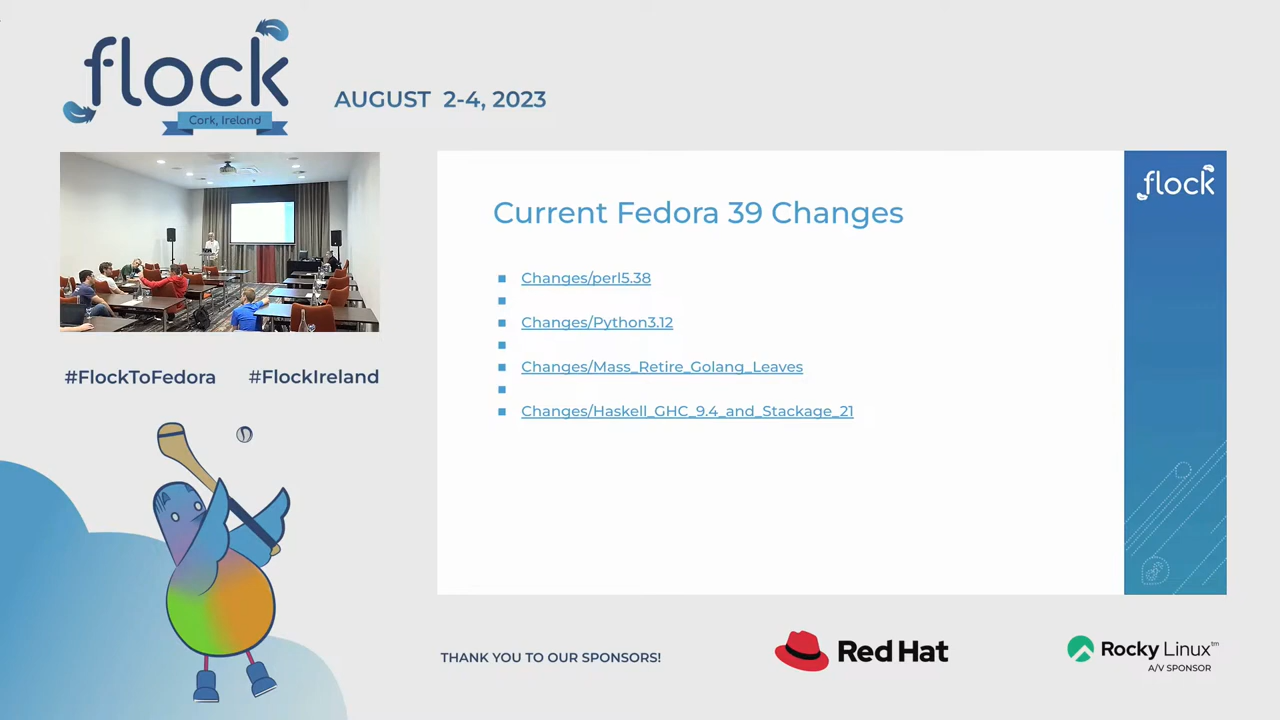 flock
Cork, Ireland
AUGUST 2-4, 2023
flock
Current Fedora 39 Changes
Changes/perl5.38
Changes/Python3.12
Changes/Mass_Retire_Golang_Leaves
Changes/Haskell_GHC_9.4_and_Stackage_21
#FlockToFedora #FlockIreland
THANK YOU TO OUR SPONSORS!
Red Hat
Rocky Linux™
A/V SPONSOR